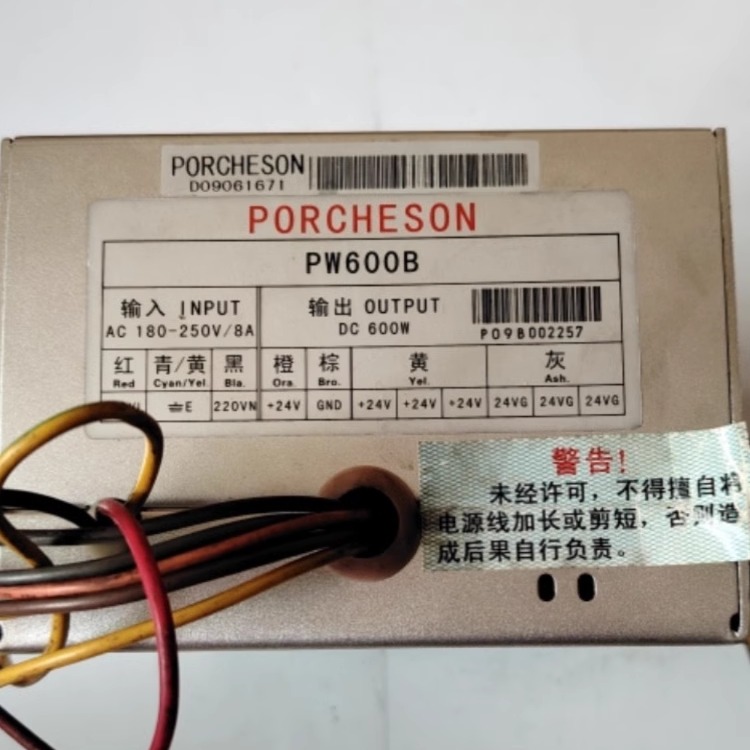 PORCHESON
D09061671
PORCHESON
PW600B
输入 INPUT
AC 180-250V/8A
输出 OUTPUT
DC 600W
P09B002257
红 青/黄 黑 橙 棕 黄 灰
Red Cyan/Yel. Bla. Ora. Bro. Yel. Ash.
E 220VN +24V GND +24V +24V +24V 24VG 24VG 24VG
警告!
未经许可，不得擅自料
电源线加长或剪短，否则造
成后果自行负责。